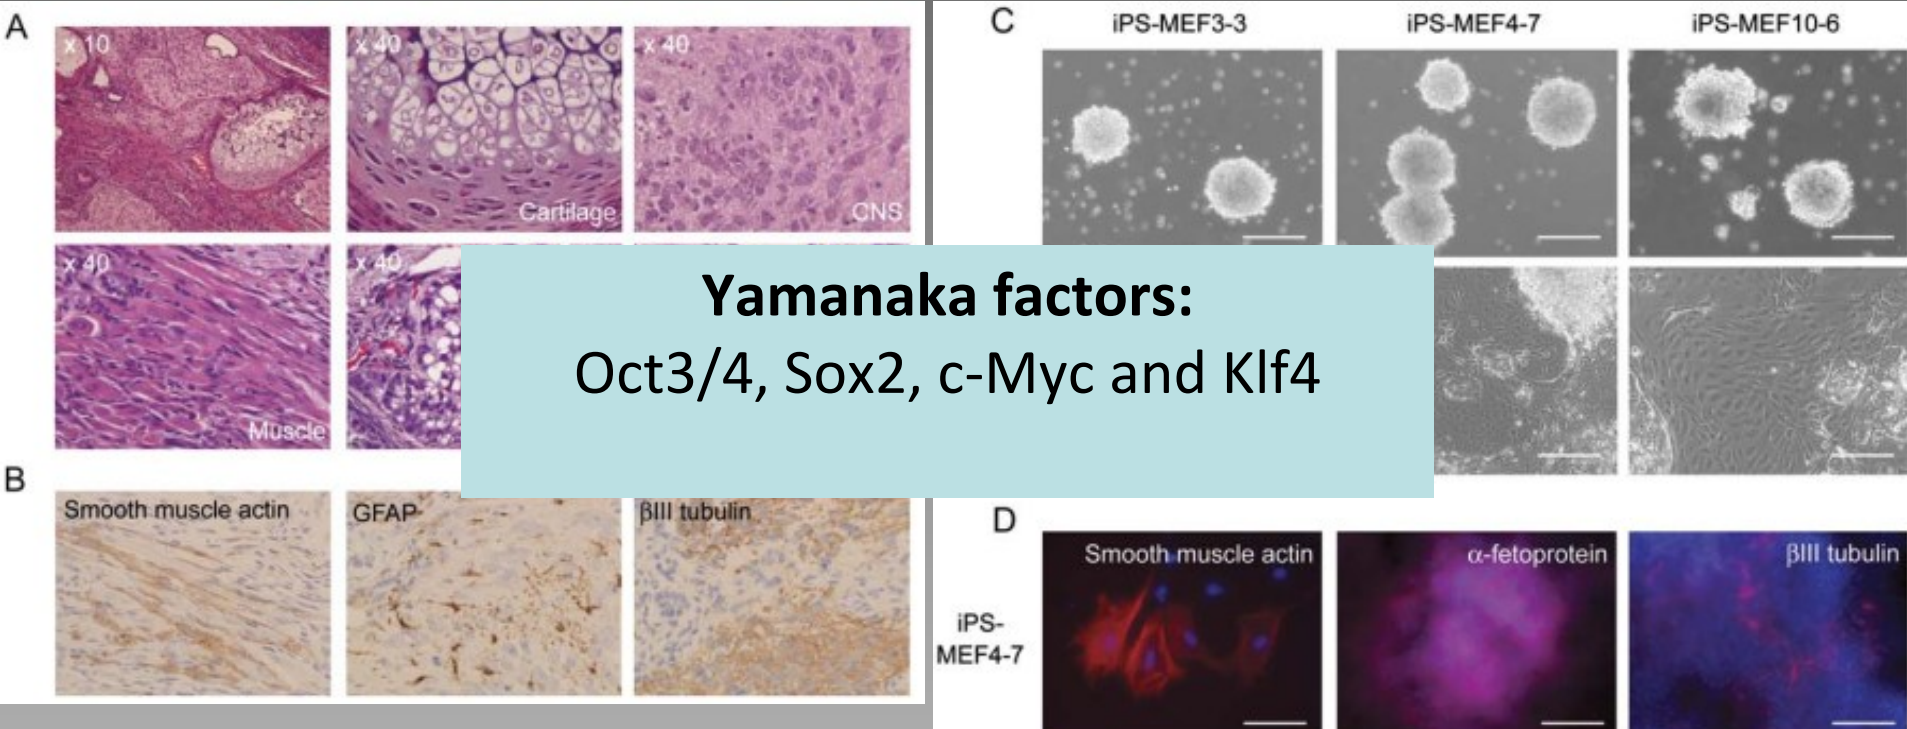 A
x 10
x 40
Cartilage
x 40
CNS
x 40
Muscle
x 40
B
Smooth muscle actin
GFAP
βIII tubulin
Yamanaka factors:
Oct3/4, Sox2, c-Myc and Klf4
C
iPS-MEF3-3
iPS-MEF4-7
iPS-MEF10-6
D
iPS-
MEF4-7
Smooth muscle actin
α-fetoprotein
βIII tubulin